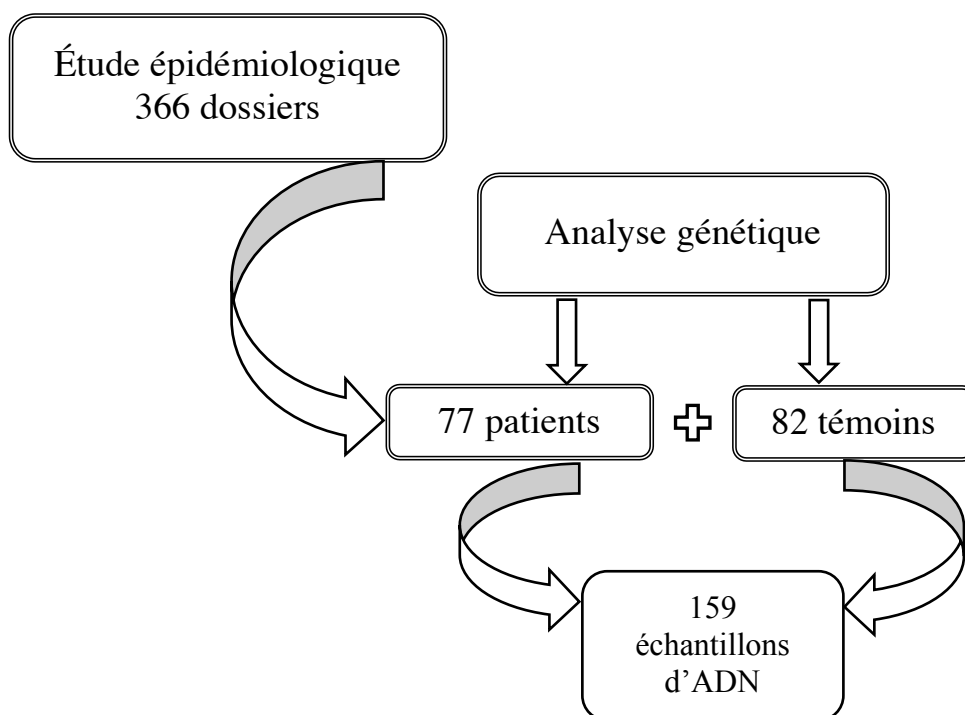 Étude épidémiologique
366 dossiers
Analyse génétique
77 patients
82 témoins
159
échantillons
d’ADN